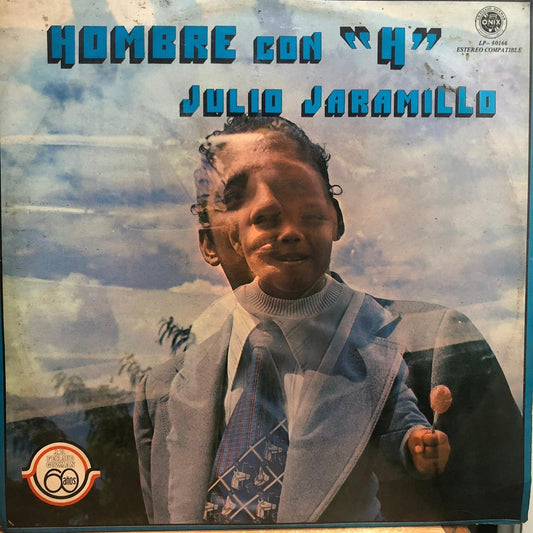 HOMBRE CON "H"
JULIO JARAMILLO
ONIX
LP- 60166
ESTEREO COMPATIBLE
60
años